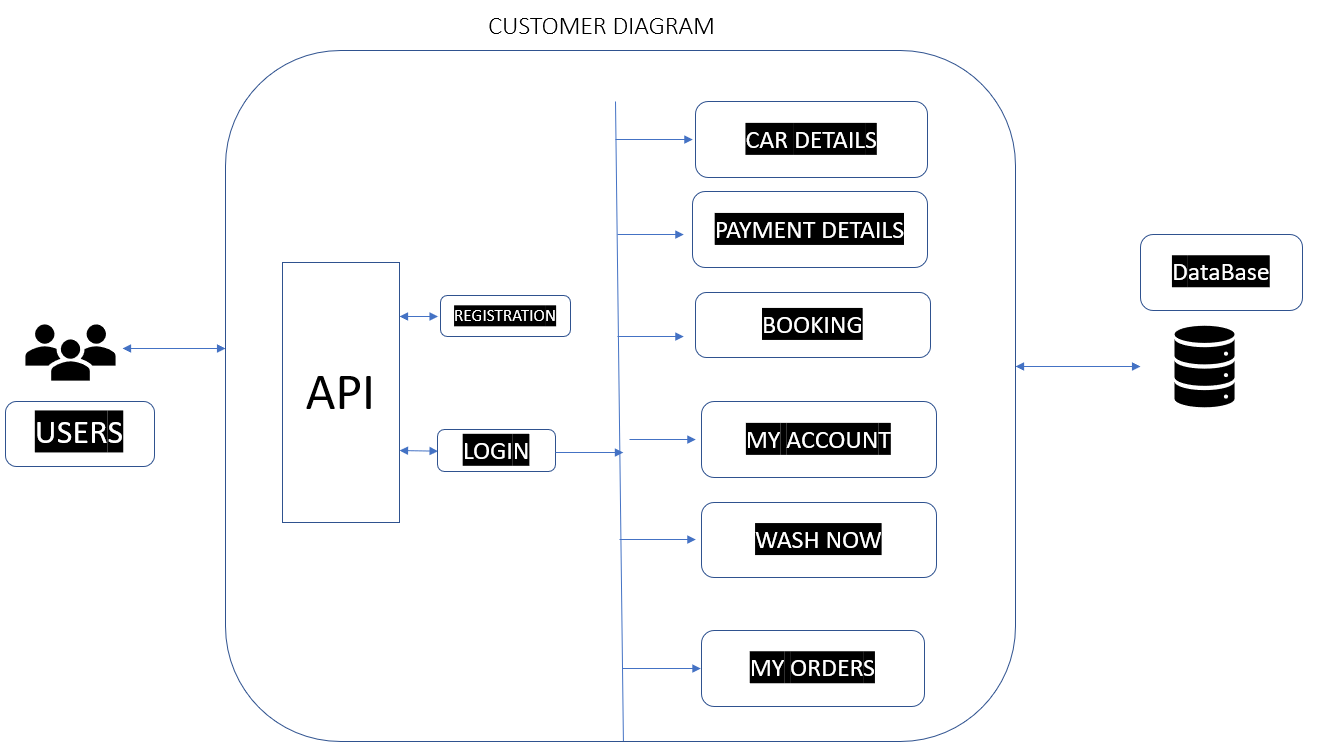 CUSTOMER DIAGRAM
CAR DETAILS
PAYMENT DETAILS
DataBase
REGISTRATION
BOOKING
API
USERS
LOGIN
MY ACCOUNT
WASH NOW
MY ORDERS